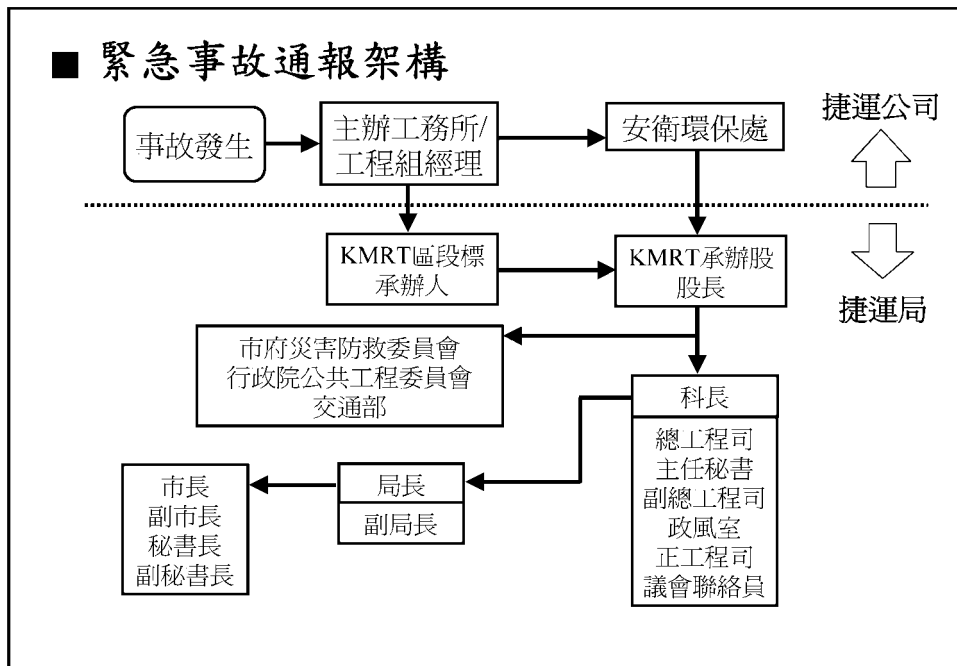 ■ 緊急事故通報架構
事故發生
主辦工務所/
工程組經理
安衛環保處
捷運公司
KMRT區段標
承辦人
KMRT承辦股
股長
捷運局
市府災害防救委員會
行政院公共工程委員會
交通部
科長
總工程司
主任秘書
副總工程司
政風室
正工程司
議會聯絡員
局長
副局長
市長
副市長
秘書長
副秘書長